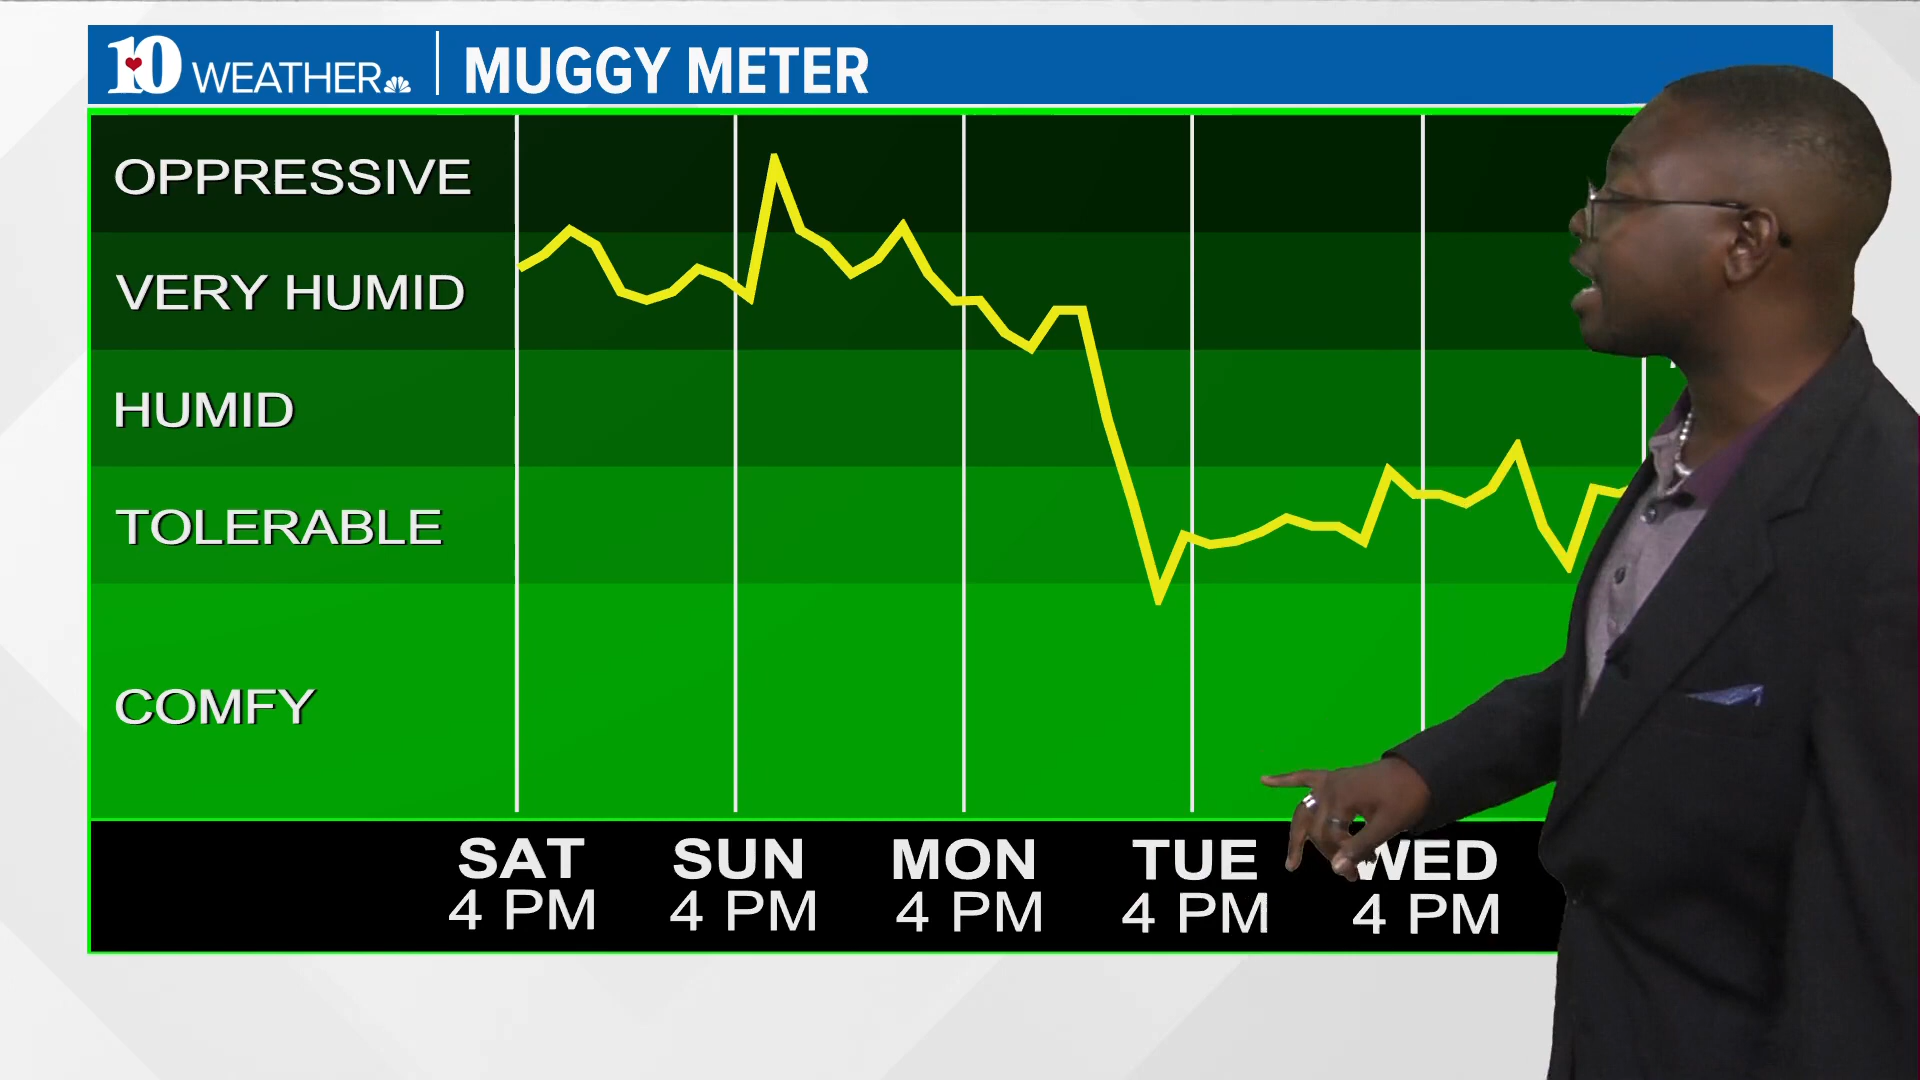 10 WEATHER
MUGGY METER
OPPRESSIVE
VERY HUMID
HUMID
TOLERABLE
COMFY
SAT SUN MON TUE WED
4 PM 4 PM 4 PM 4 PM 4 PM